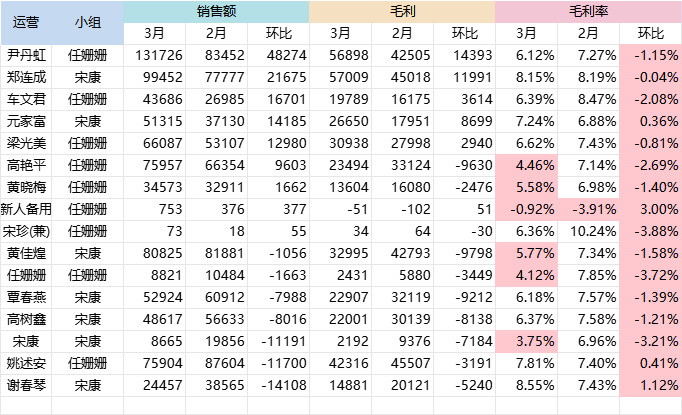 运营 小组 销售额 毛利 毛利率
3月 2月 环比 3月 2月 环比 3月 2月 环比
尹丹虹 任姗姗 131726 83452 48274 56898 42505 14393 6.12% 7.27% -1.15%
郑连成 宋康 99452 77777 21675 57009 45018 11991 8.15% 8.19% -0.04%
车文君 任姗姗 43686 26985 16701 19789 16175 3614 6.39% 8.47% -2.08%
元家富 宋康 51315 37130 14185 26650 17951 8699 7.24% 6.88% 0.36%
梁光美 任姗姗 66087 53107 12980 30938 27998 2940 6.62% 7.43% -0.81%
高艳平 任姗姗 75957 66354 9603 23494 33124 -9630 4.46% 7.14% -2.69%
黄晓梅 任姗姗 34573 32911 1662 13604 16080 -2476 5.58% 6.98% -1.40%
新人备用 任姗姗 753 376 377 -51 -102 51 -0.92% -3.91% 3.00%
宋珍(兼) 任姗姗 73 18 55 34 64 -30 6.36% 10.24% -3.88%
黄佳煌 宋康 80825 81881 -1056 32995 42793 -9798 5.77% 7.34% -1.58%
任姗姗 任姗姗 8821 10484 -1663 2431 5880 -3449 4.12% 7.85% -3.72%
覃春燕 宋康 52924 60912 -7988 22907 32119 -9212 6.18% 7.57% -1.39%
高树鑫 宋康 48617 56633 -8016 22001 30139 -8138 6.37% 7.58% -1.21%
宋康 宋康 8665 19856 -11191 2192 9376 -7184 3.75% 6.96% -3.21%
姚述安 任姗姗 75904 87604 -11700 42316 45507 -3191 7.81% 7.40% 0.41%
谢春琴 宋康 24457 38565 -14108 14881 20121 -5240 8.55% 7.43% 1.12%